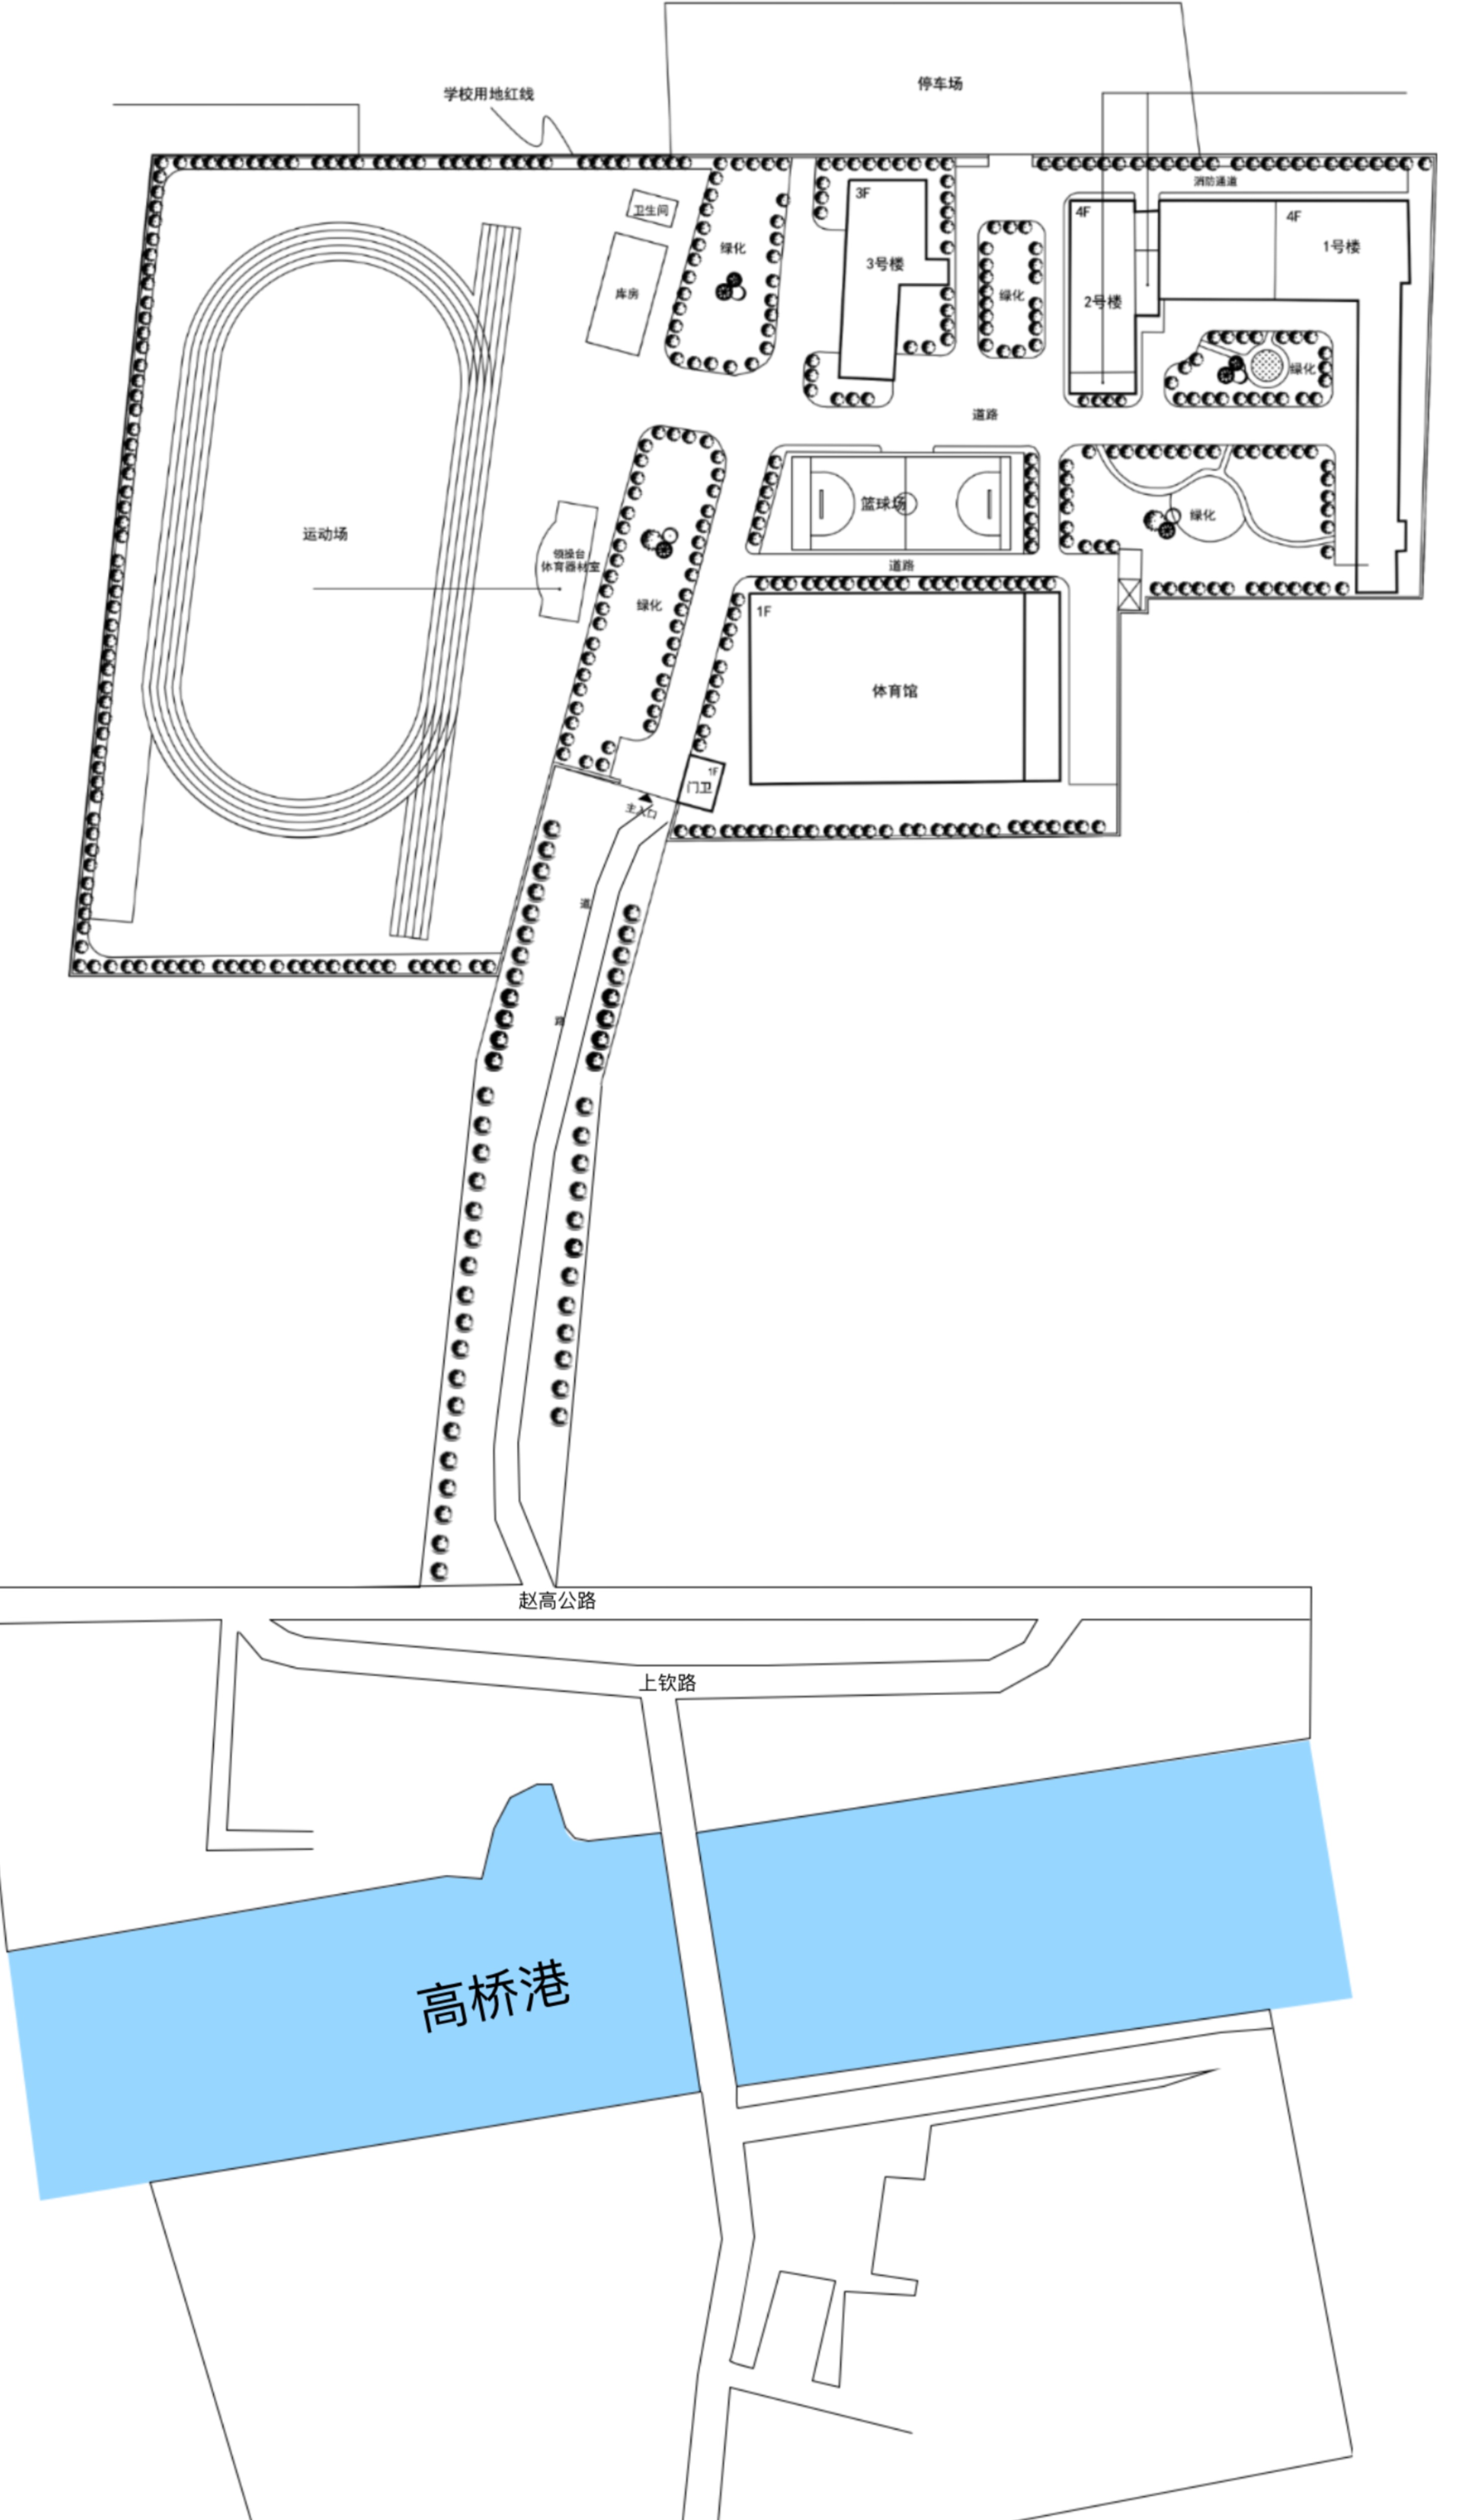 停车场
学校用地红线
消防通道
卫生间
3F
4F
4F
绿化
3号楼
1号楼
库房
绿化
2号楼
绿化
道路
运动场
篮球场
绿化
领操台
体育器材室
道路
绿化
1F
体育馆
1F
门卫
主入口
道
路
赵高公路
上钦路
高桥港